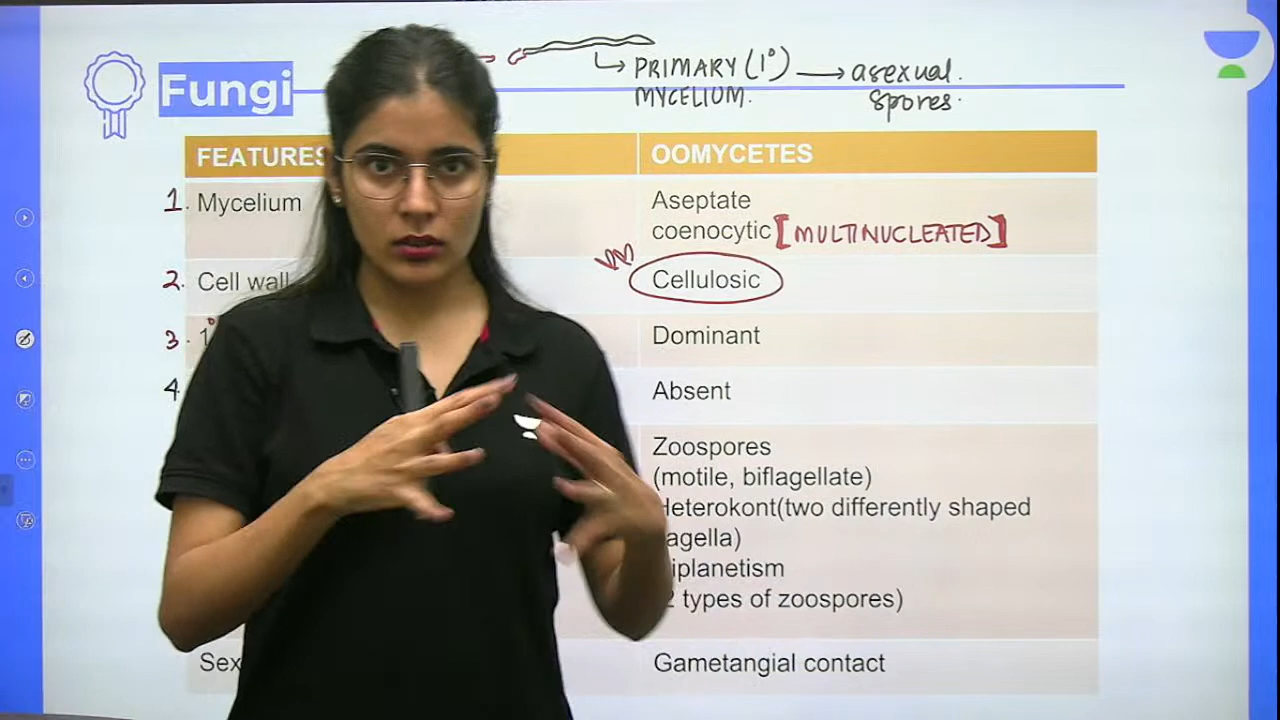 PRIMARY (1°) → asexual.
MYCELIUM. spores.
Fungi
FEATURES OOMYCETES
1. Mycelium Aseptate
coenocytic [MULTINUCLEATED]
2. Cell wall Cellulosic
3. 1° Dominant
4. Absent
Zoospores
(motile, biflagellate)
Heterokont(two differently shaped
agella)
iplanetism
2 types of zoospores)
Sex Gametangial contact